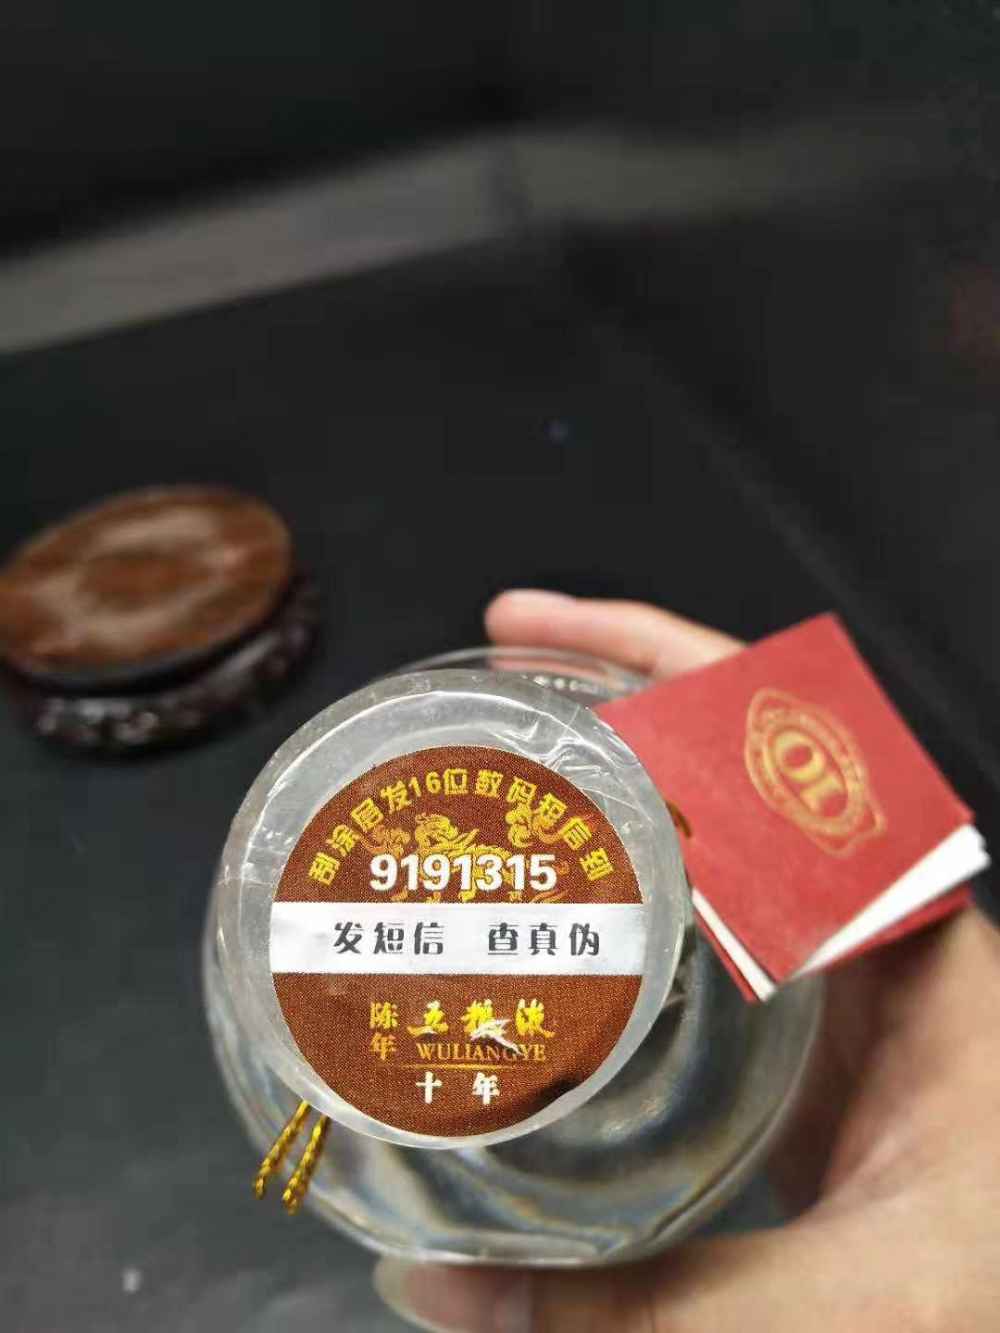 刮涂层发16位数码短信到
9191315
发短信 查真伪
陈年 五粮液
WULIANGYE
十年
10